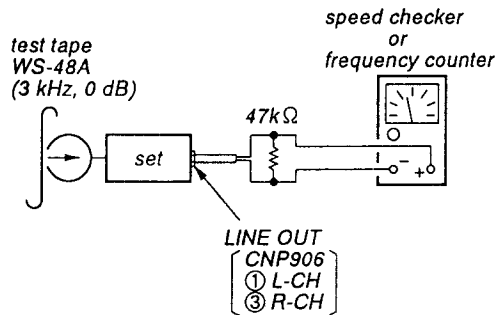 speed checker
or
frequency counter
test tape
WS-48A
(3 kHz, 0 dB)
47kΩ
set
- +
LINE OUT
CNP906
① L-CH
③ R-CH